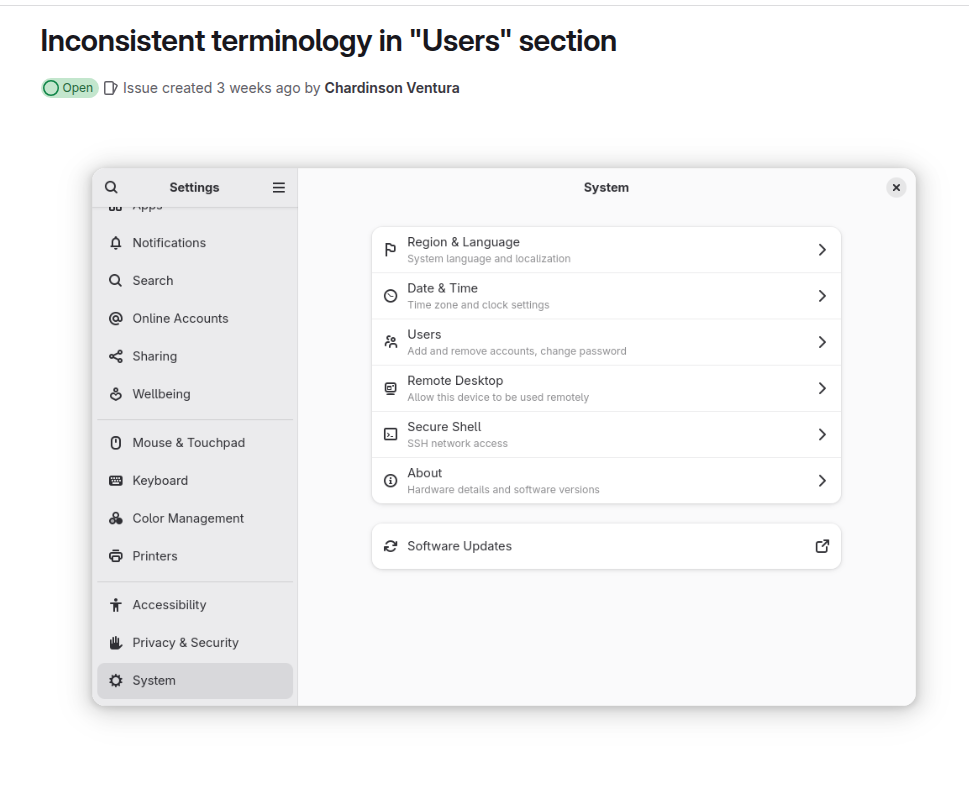 Inconsistent terminology in "Users" section
Open Issue created 3 weeks ago by Chardinson Ventura
Settings
Apps
Notifications
Search
Online Accounts
Sharing
Wellbeing
Mouse & Touchpad
Keyboard
Color Management
Printers
Accessibility
Privacy & Security
System
System
Region & Language
System language and localization
Date & Time
Time zone and clock settings
Users
Add and remove accounts, change password
Remote Desktop
Allow this device to be used remotely
Secure Shell
SSH network access
About
Hardware details and software versions
Software Updates